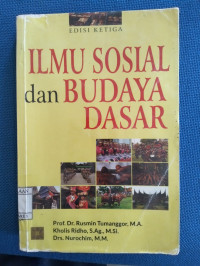 EDISI KETIGA
ILMU SOSIAL
dan BUDAYA
DASAR
Prof. Dr. Rusmin Tumanggor, M.A.
Kholis Ridho, S.Ag., M.Si.
Drs. Nurochim, M.M.